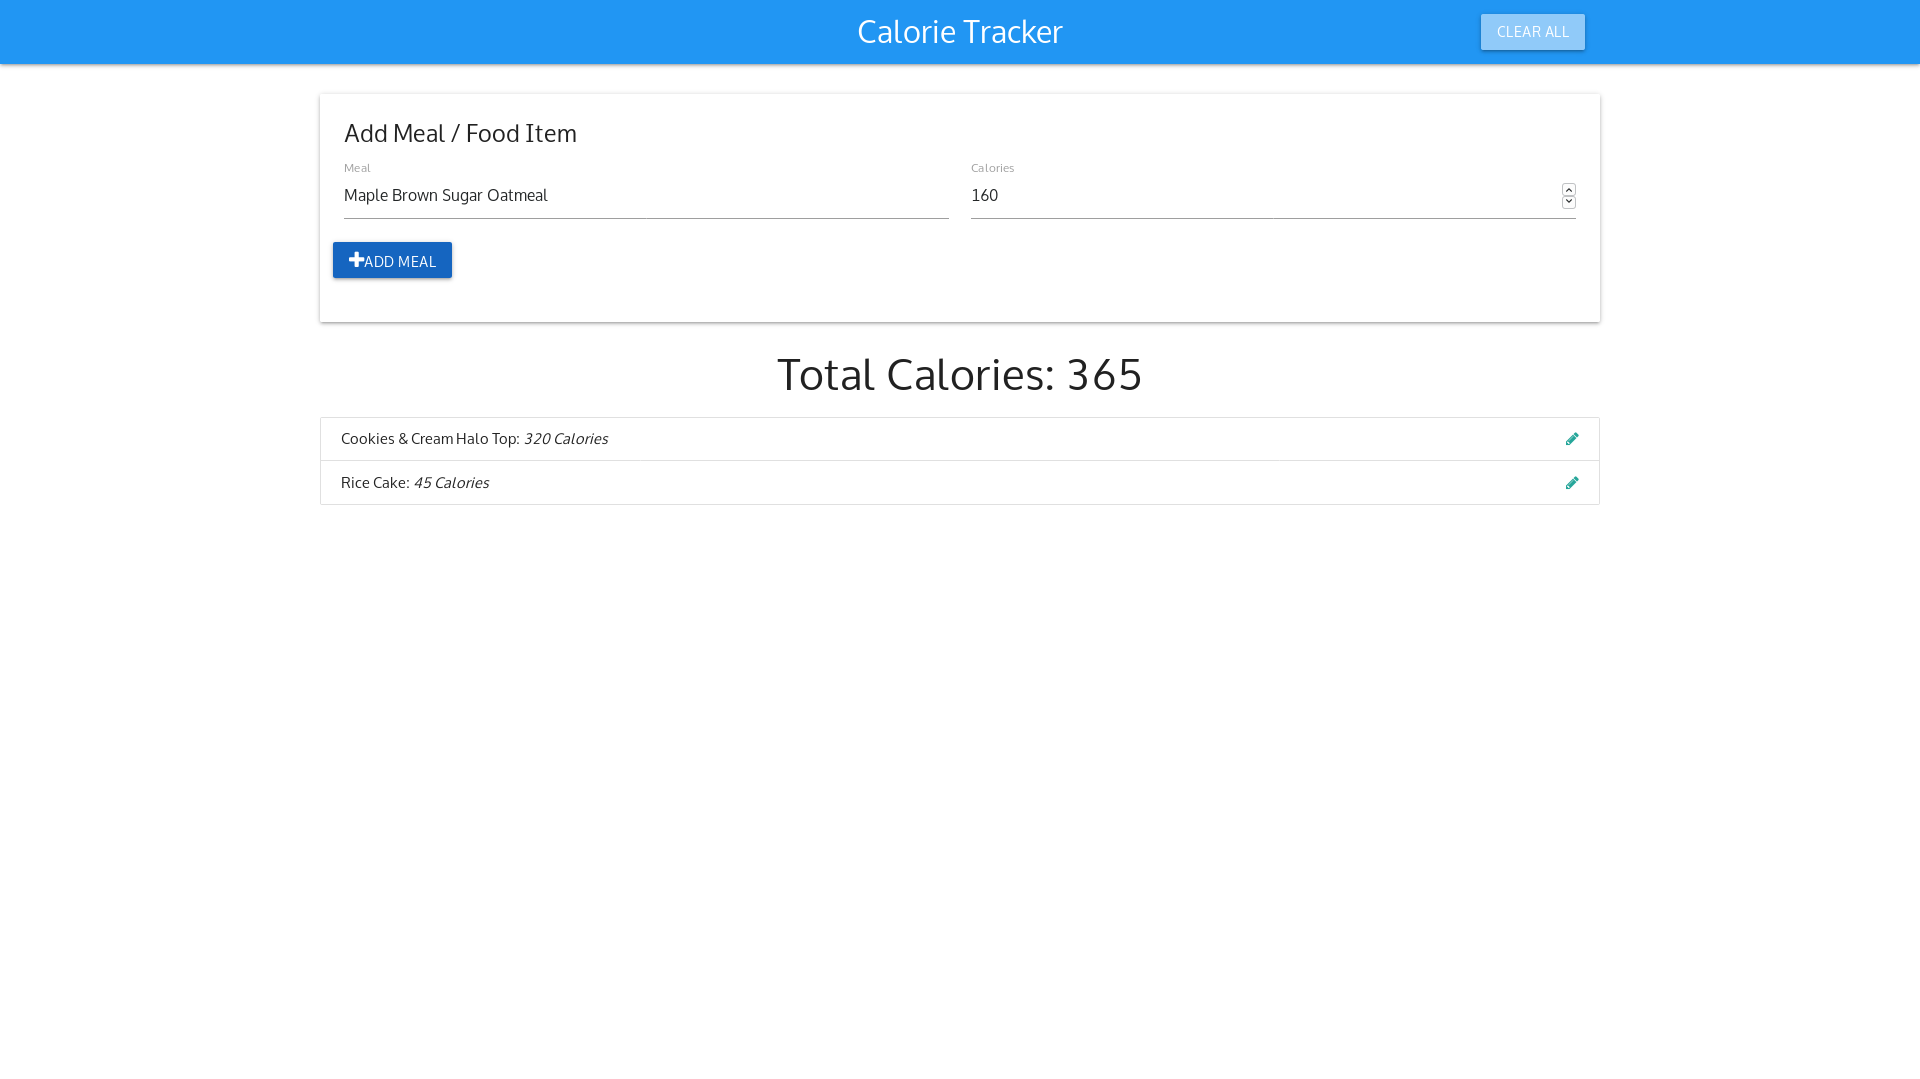 Calorie Tracker
CLEAR ALL
Add Meal / Food Item
Meal
Calories
Maple Brown Sugar Oatmeal
160
ADD MEAL
Total Calories: 365
Cookies & Cream Halo Top: 320 Calories
Rice Cake: 45 Calories